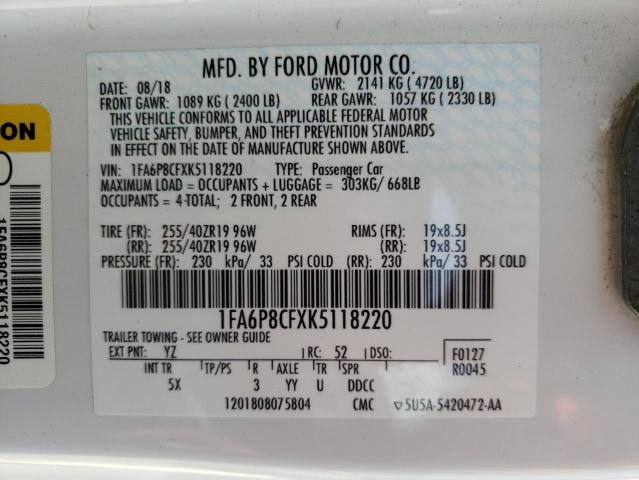 MFD. BY FORD MOTOR CO.
DATE: 08/18 GVWR: 2141 KG ( 4720 LB)
FRONT GAWR: 1089 KG ( 2400 LB) REAR GAWR: 1057 KG ( 2330 LB)
THIS VEHICLE CONFORMS TO ALL APPLICABLE FEDERAL MOTOR
VEHICLE SAFETY, BUMPER, AND THEFT PREVENTION STANDARDS
IN EFFECT ON THE DATE OF MANUFACTURE SHOWN ABOVE.
VIN: 1FA6P8CFXK5118220 TYPE: Passenger Car
MAXIMUM LOAD = OCCUPANTS + LUGGAGE = 303KG/ 668LB
OCCUPANTS = 4 TOTAL; 2 FRONT, 2 REAR
TIRE (FR): 255/40ZR19 96W RIMS (FR): 19x8.5J
(RR): 255/40ZR19 96W (RR): 19x8.5J
PRESSURE (FR): 230 kPa/ 33 PSI COLD (RR): 230 kPa/ 33 PSI COLD
1FA6P8CFXK5118220
TRAILER TOWING - SEE OWNER GUIDE
EXT PNT: YZ RC: 52 DSO: F0127
INT TR TP/PS R AXLE TR SPR R0045
5X 3 YY U DDCC
1201808075804 CMC ▽5U5A-5420472-AA
ION
1FA6P8CFXK5118220